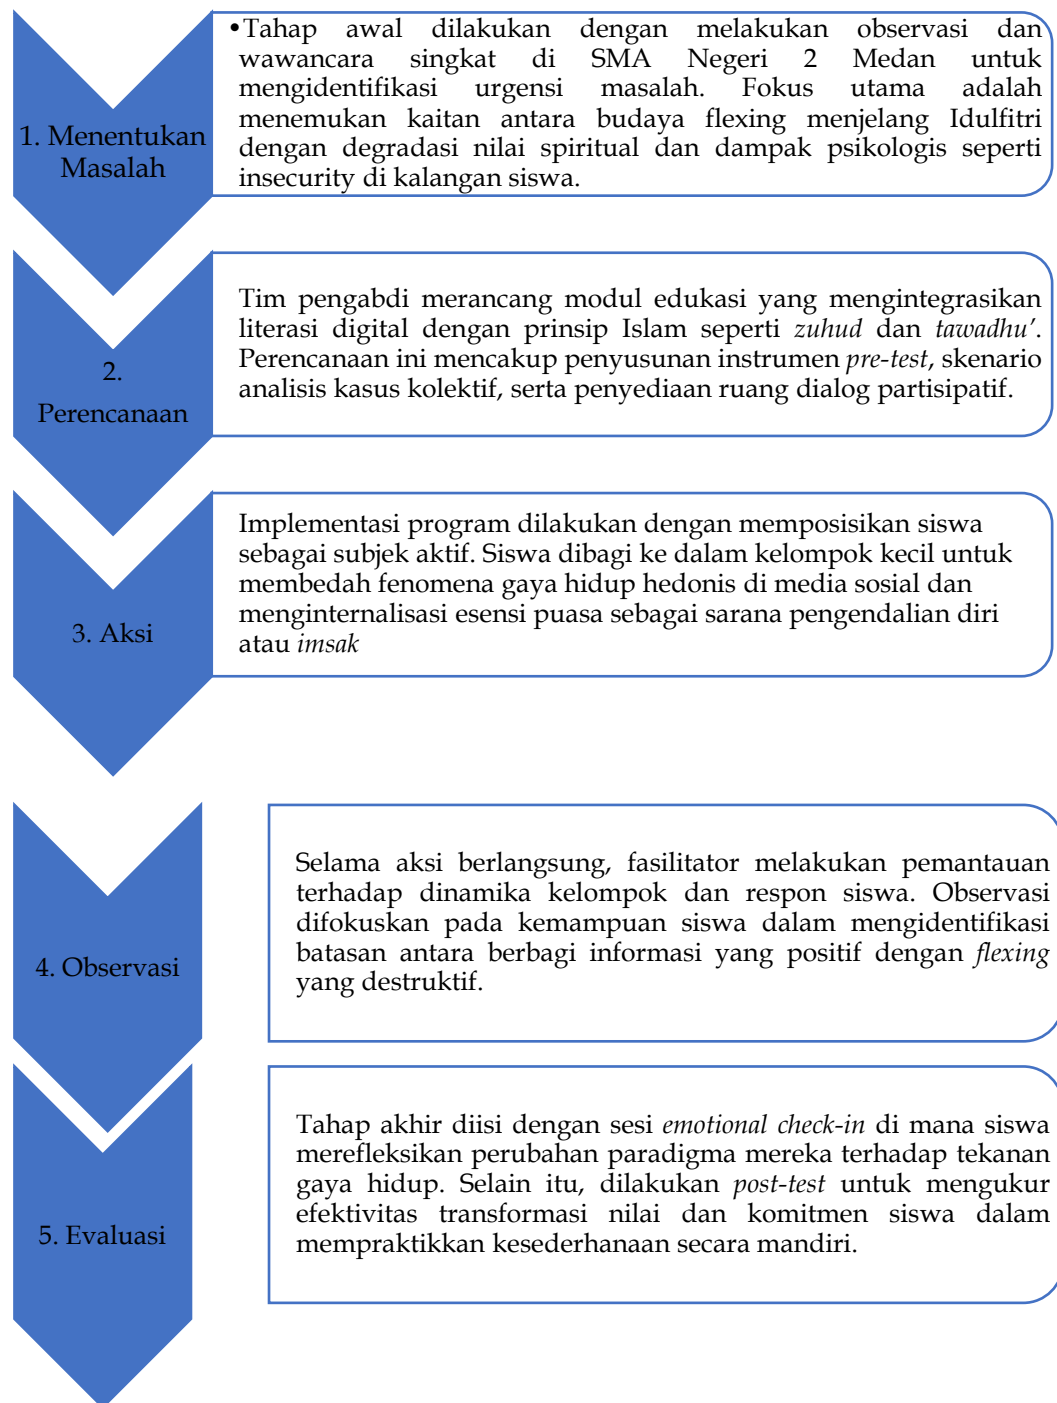 1. Menentukan
Masalah
•Tahap awal dilakukan dengan melakukan observasi dan
wawancara singkat di SMA Negeri 2 Medan untuk
mengidentifikasi urgensi masalah. Fokus utama adalah
menemukan kaitan antara budaya flexing menjelang Idulfitri
dengan degradasi nilai spiritual dan dampak psikologis seperti
insecurity di kalangan siswa.
2.
Perencanaan
Tim pengabdi merancang modul edukasi yang mengintegrasikan
literasi digital dengan prinsip Islam seperti zuhud dan tawadhu’.
Perencanaan ini mencakup penyusunan instrumen pre-test, skenario
analisis kasus kolektif, serta penyediaan ruang dialog partisipatif.
3. Aksi
Implementasi program dilakukan dengan memposisikan siswa
sebagai subjek aktif. Siswa dibagi ke dalam kelompok kecil untuk
membedah fenomena gaya hidup hedonis di media sosial dan
menginternalisasi esensi puasa sebagai sarana pengendalian diri
atau imsak
4. Observasi
Selama aksi berlangsung, fasilitator melakukan pemantauan
terhadap dinamika kelompok dan respon siswa. Observasi
difokuskan pada kemampuan siswa dalam mengidentifikasi
batasan antara berbagi informasi yang positif dengan flexing
yang destruktif.
5. Evaluasi
Tahap akhir diisi dengan sesi emotional check-in di mana siswa
merefleksikan perubahan paradigma mereka terhadap tekanan
gaya hidup. Selain itu, dilakukan post-test untuk mengukur
efektivitas transformasi nilai dan komitmen siswa dalam
mempraktikkan kesederhanaan secara mandiri.